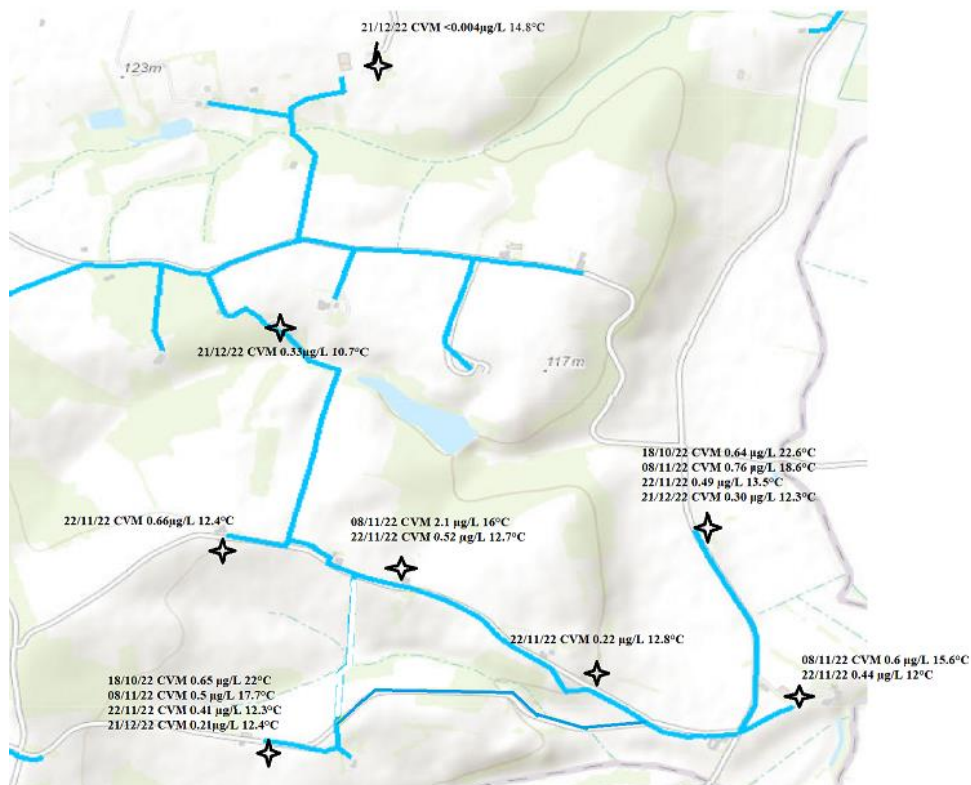 21/12/22 CVM <0.004µg/L 14.8°C
123m
21/12/22 CVM 0.33µg/L 10.7°C
117m
18/10/22 CVM 0.64 µg/L 22.6°C
08/11/22 CVM 0.76 µg/L 18.6°C
22/11/22 0.49 µg/L 13.5°C
21/12/22 CVM 0.30 µg/L 12.3°C
22/11/22 CVM 0.66µg/L 12.4°C
08/11/22 CVM 2.1 µg/L 16°C
22/11/22 CVM 0.52 µg/L 12.7°C
22/11/22 CVM 0.22 µg/L 12.8°C
08/11/22 CVM 0.6 µg/L 15.6°C
22/11/22 0.44 µg/L 12°C
18/10/22 CVM 0.65 µg/L 22°C
08/11/22 CVM 0.5 µg/L 17.7°C
22/11/22 CVM 0.41 µg/L 12.3°C
21/12/22 CVM 0.21µg/L 12.4°C